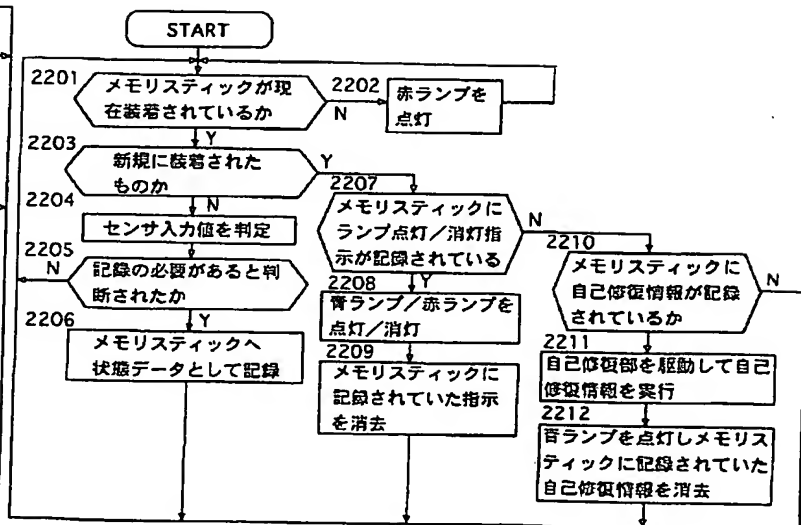 START
2201
メモリスティックが現
在装着されているか
2202
赤ランプを
点灯
N
Y
2203
新規に装着された
ものか
Y
N
2204
センサ入力値を判定
2205
記録の必要があると判
断されたか
N
Y
2206
メモリスティックへ
状態データとして記録
2207
メモリスティックに
ランプ点灯/消灯指
示が記録されている
N
Y
2208
青ランプ/赤ランプを
点灯/消灯
2209
メモリスティックに
記録されていた指示
を消去
2210
メモリスティックに
自己修復情報が記録
されているか
N
2211
自己修復部を駆動して自己
修復情報を実行
2212
青ランプを点灯しメモリス
ティックに記録されていた
自己修復情報を消去